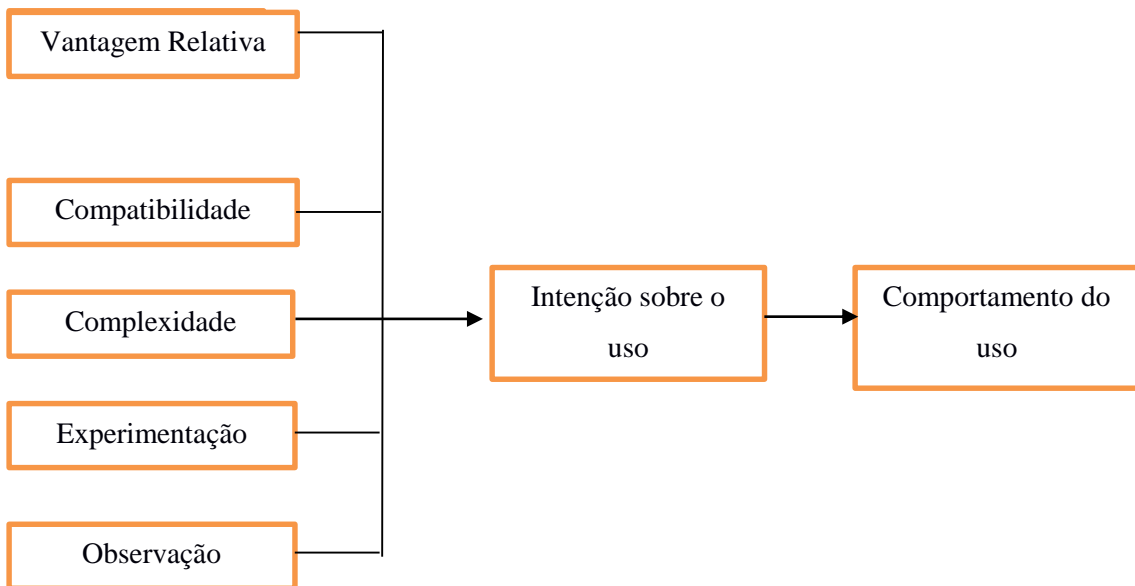 Vantagem Relativa
Compatibilidade
Complexidade
Experimentação
Observação
Intenção sobre o
uso
Comportamento do
uso